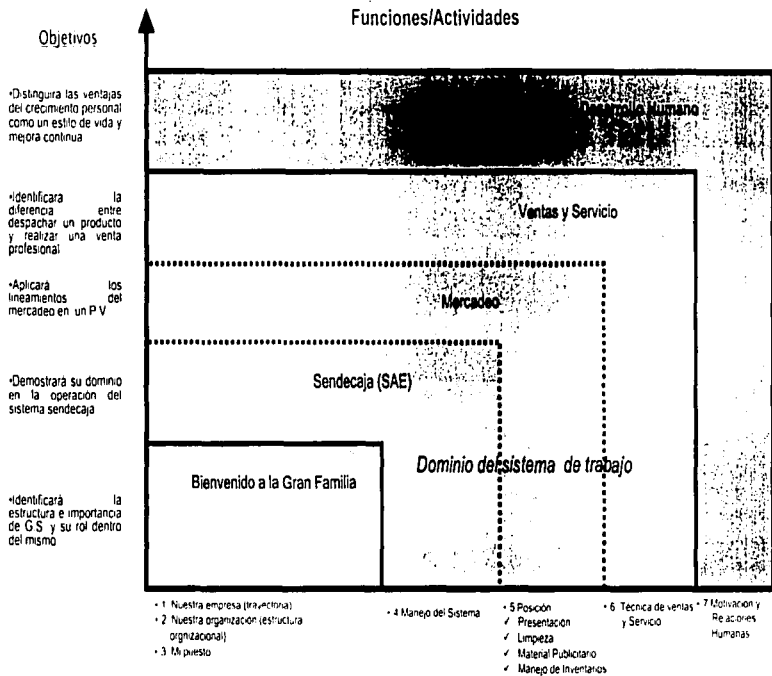 Funciones/Actividades
Objetivos
•Distinguira las ventajas
del crecimiento personal
como un estilo de vida y
mejora continua
Desarrollo Humano
•Identificara la
diferencia entre
despachar un producto
y realizar una venta
profesional
Ventas y Servicio
•Aplicará los
lineamientos del
mercadeo en un P V
Mercadeo
•Demostrará su dominio
en la operación del
sistema sendecaja
Sendecaja (SAE)
Dominio del sistema de trabajo
Bienvenido a la Gran Familia
•Identificará la
estructura e importancia
de G.S. y su rol dentro
del mismo
• 1 Nuestra empresa (trayectoria)
• 2 Nuestra organización (estructura
orgnizacional)
• 3 Mi puesto
• 4 Manejo del Sistema
• 5 Posición
✓ Presentación
✓ Limpieza
✓ Material Publicitario
✓ Manejo de Inventarios
• 6 Técnica de ventas
y Servicio
• 7 Motivación y
Relaciones
Humanas